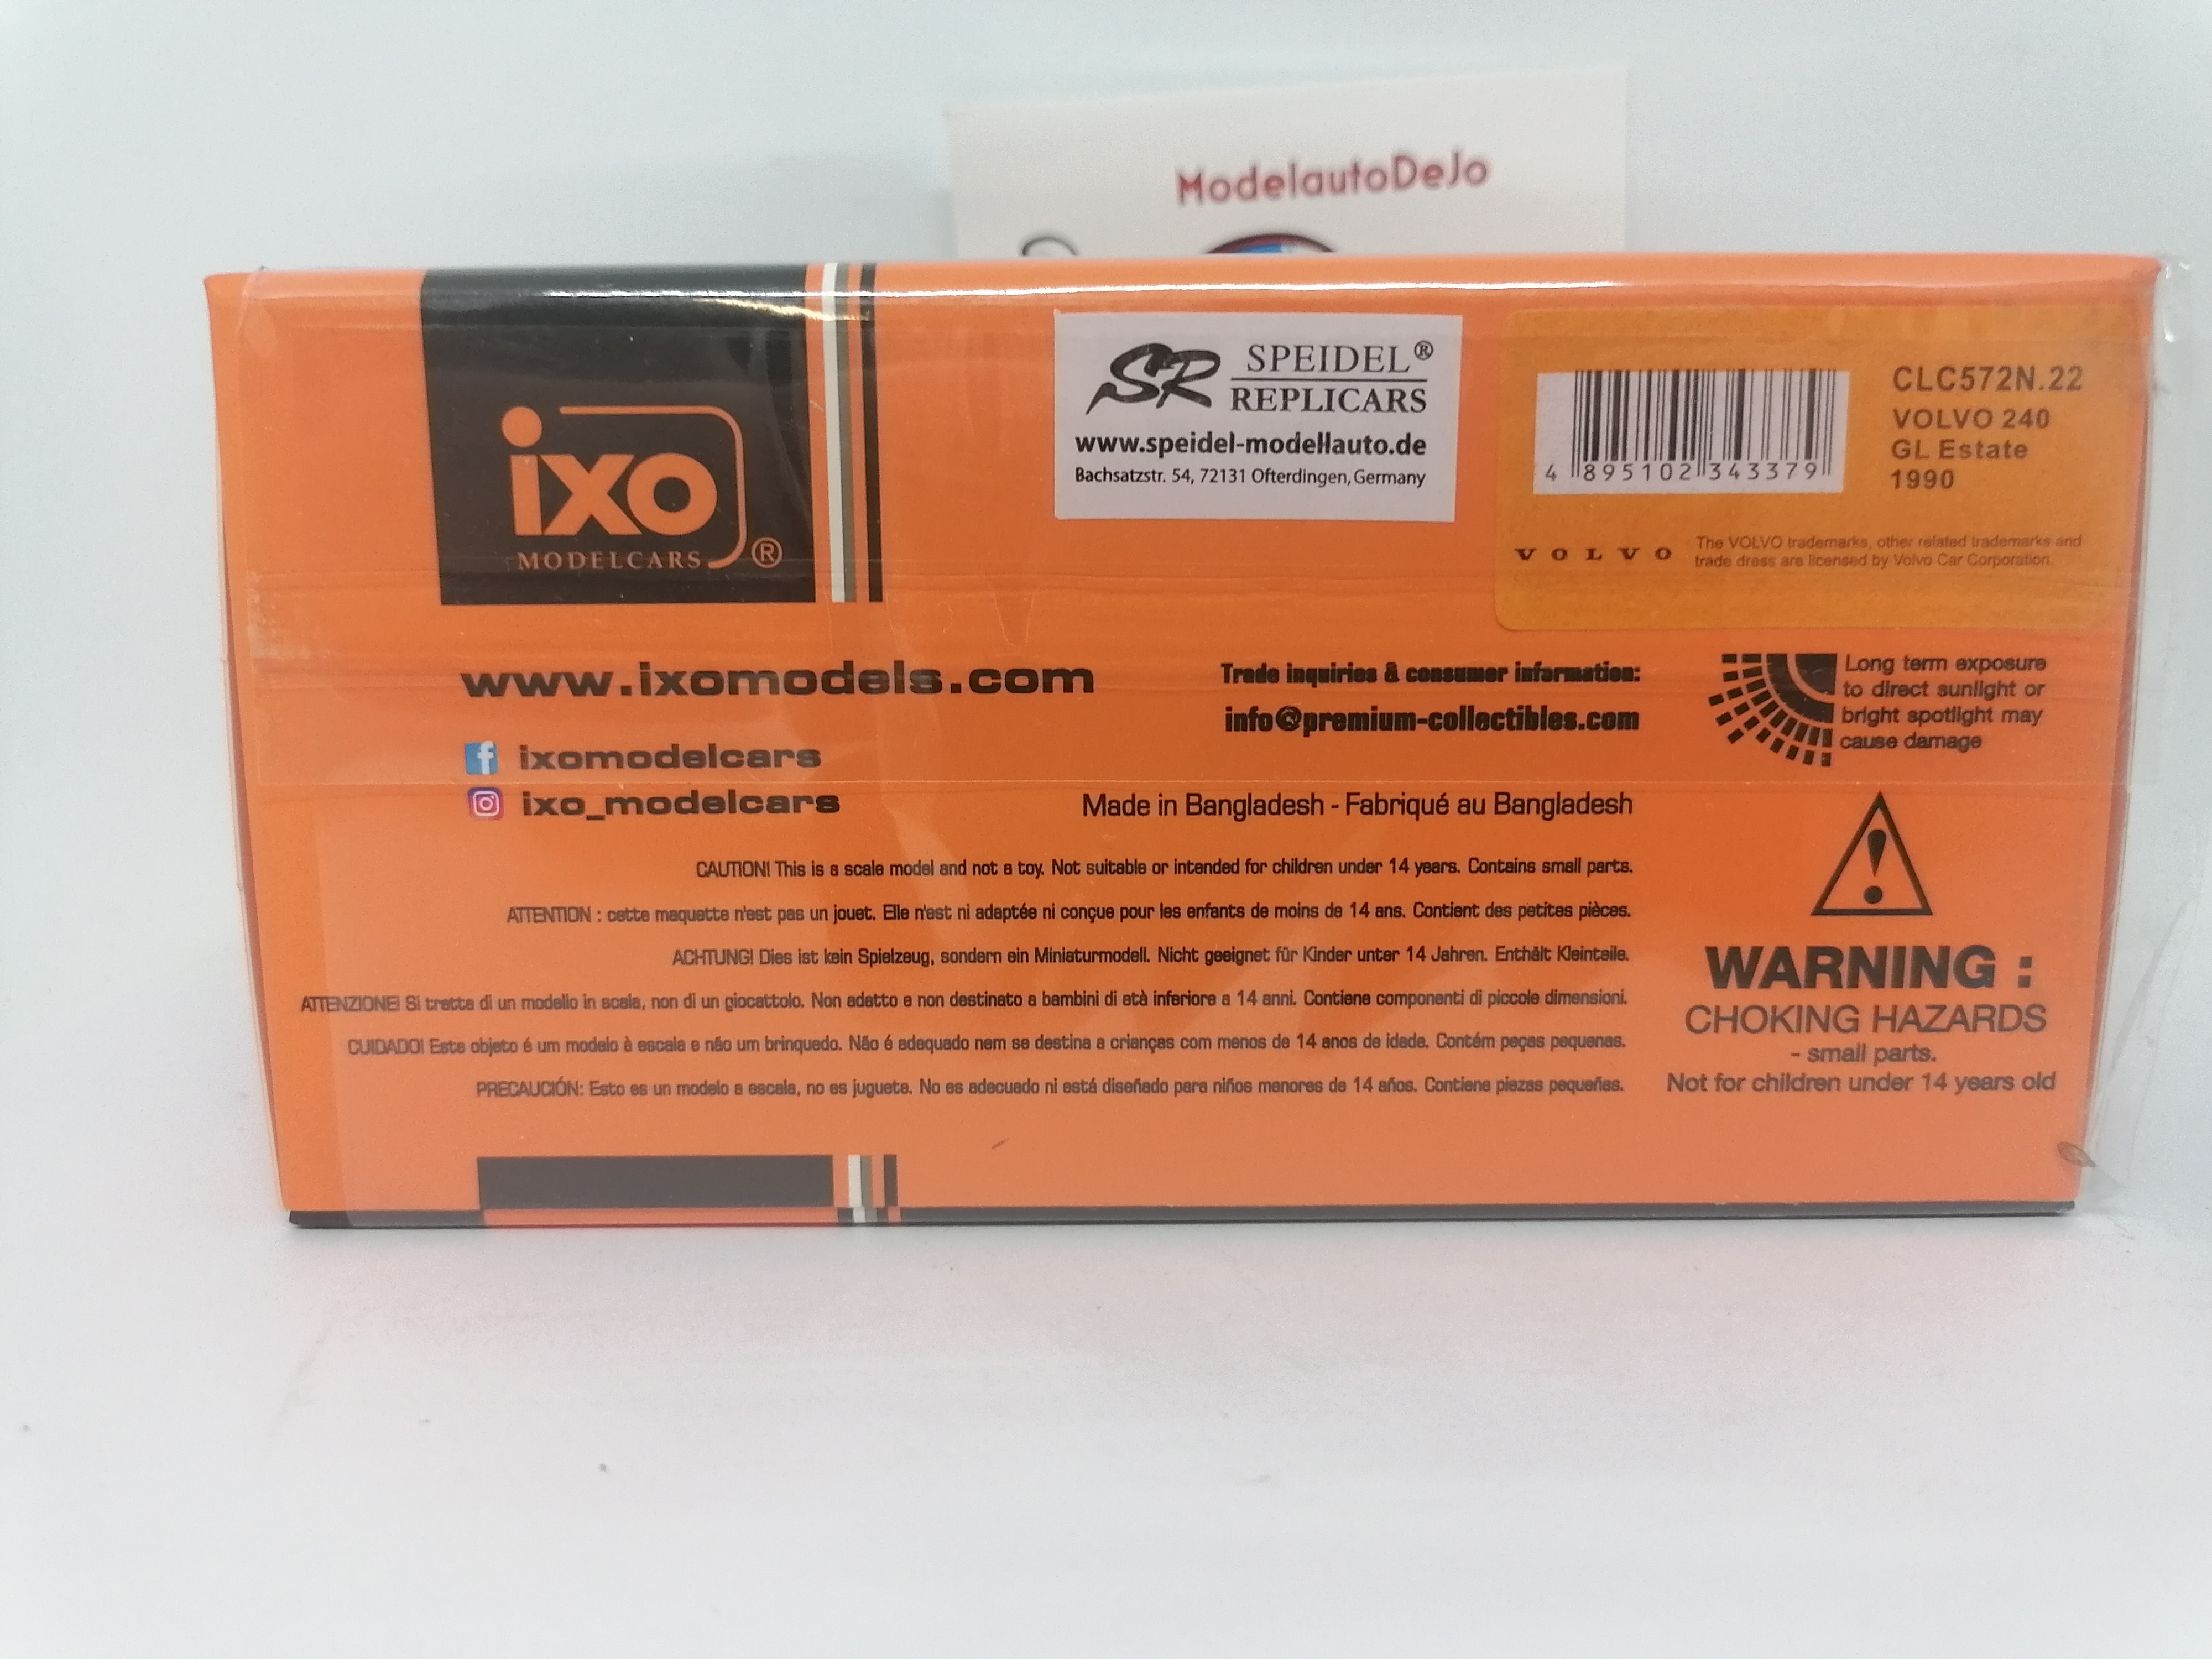 ModelautoDeJo
ixo
MODELCARS ®
SR SPEIDEL®
REPLICARS
www.speidel-modellauto.de
Bachsatzstr. 54, 72131 Ofterdingen, Germany
4 895102 343379
CLC572N.22
VOLVO 240
GL Estate
1990
VOLVO
The VOLVO trademarks, other related trademarks and
trade dress are licensed by Volvo Car Corporation.
www.ixomodels.com
ixomodelcars
ixo_modelcars
Trade inquiries & consumer information:
info@premium-collectibles.com
Long term exposure
to direct sunlight or
bright spotlight may
cause damage
Made in Bangladesh - Fabriqué au Bangladesh
CAUTION! This is a scale model and not a toy. Not suitable or intended for children under 14 years. Contains small parts.
ATTENTION : cette maquette n'est pas un jouet. Elle n'est ni adaptée ni conçue pour les enfants de moins de 14 ans. Contient des petites pièces.
ACHTUNG! Dies ist kein Spielzeug, sondern ein Miniaturmodell. Nicht geeignet für Kinder unter 14 Jahren. Enthält Kleinteile.
ATTENZIONE! Si tratta di un modello in scala, non di un giocattolo. Non adatto e non destinato a bambini di età inferiore a 14 anni. Contiene componenti di piccole dimensioni.
CUIDADO! Este objeto é um modelo à escala e não um brinquedo. Não é adequado nem se destina a crianças com menos de 14 anos de idade. Contém peças pequenas.
PRECAUCIÓN: Esto es un modelo a escala, no es juguete. No es adecuado ni está diseñado para niños menores de 14 años. Contiene piezas pequeñas.
WARNING :
CHOKING HAZARDS
- small parts.
Not for children under 14 years old